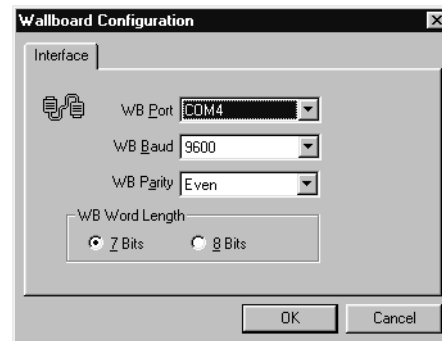 Wallboard Configuration
Interface
WB Port COM4
WB Baud 9600
WB Parity Even
WB Word Length
7 Bits 8 Bits
OK Cancel